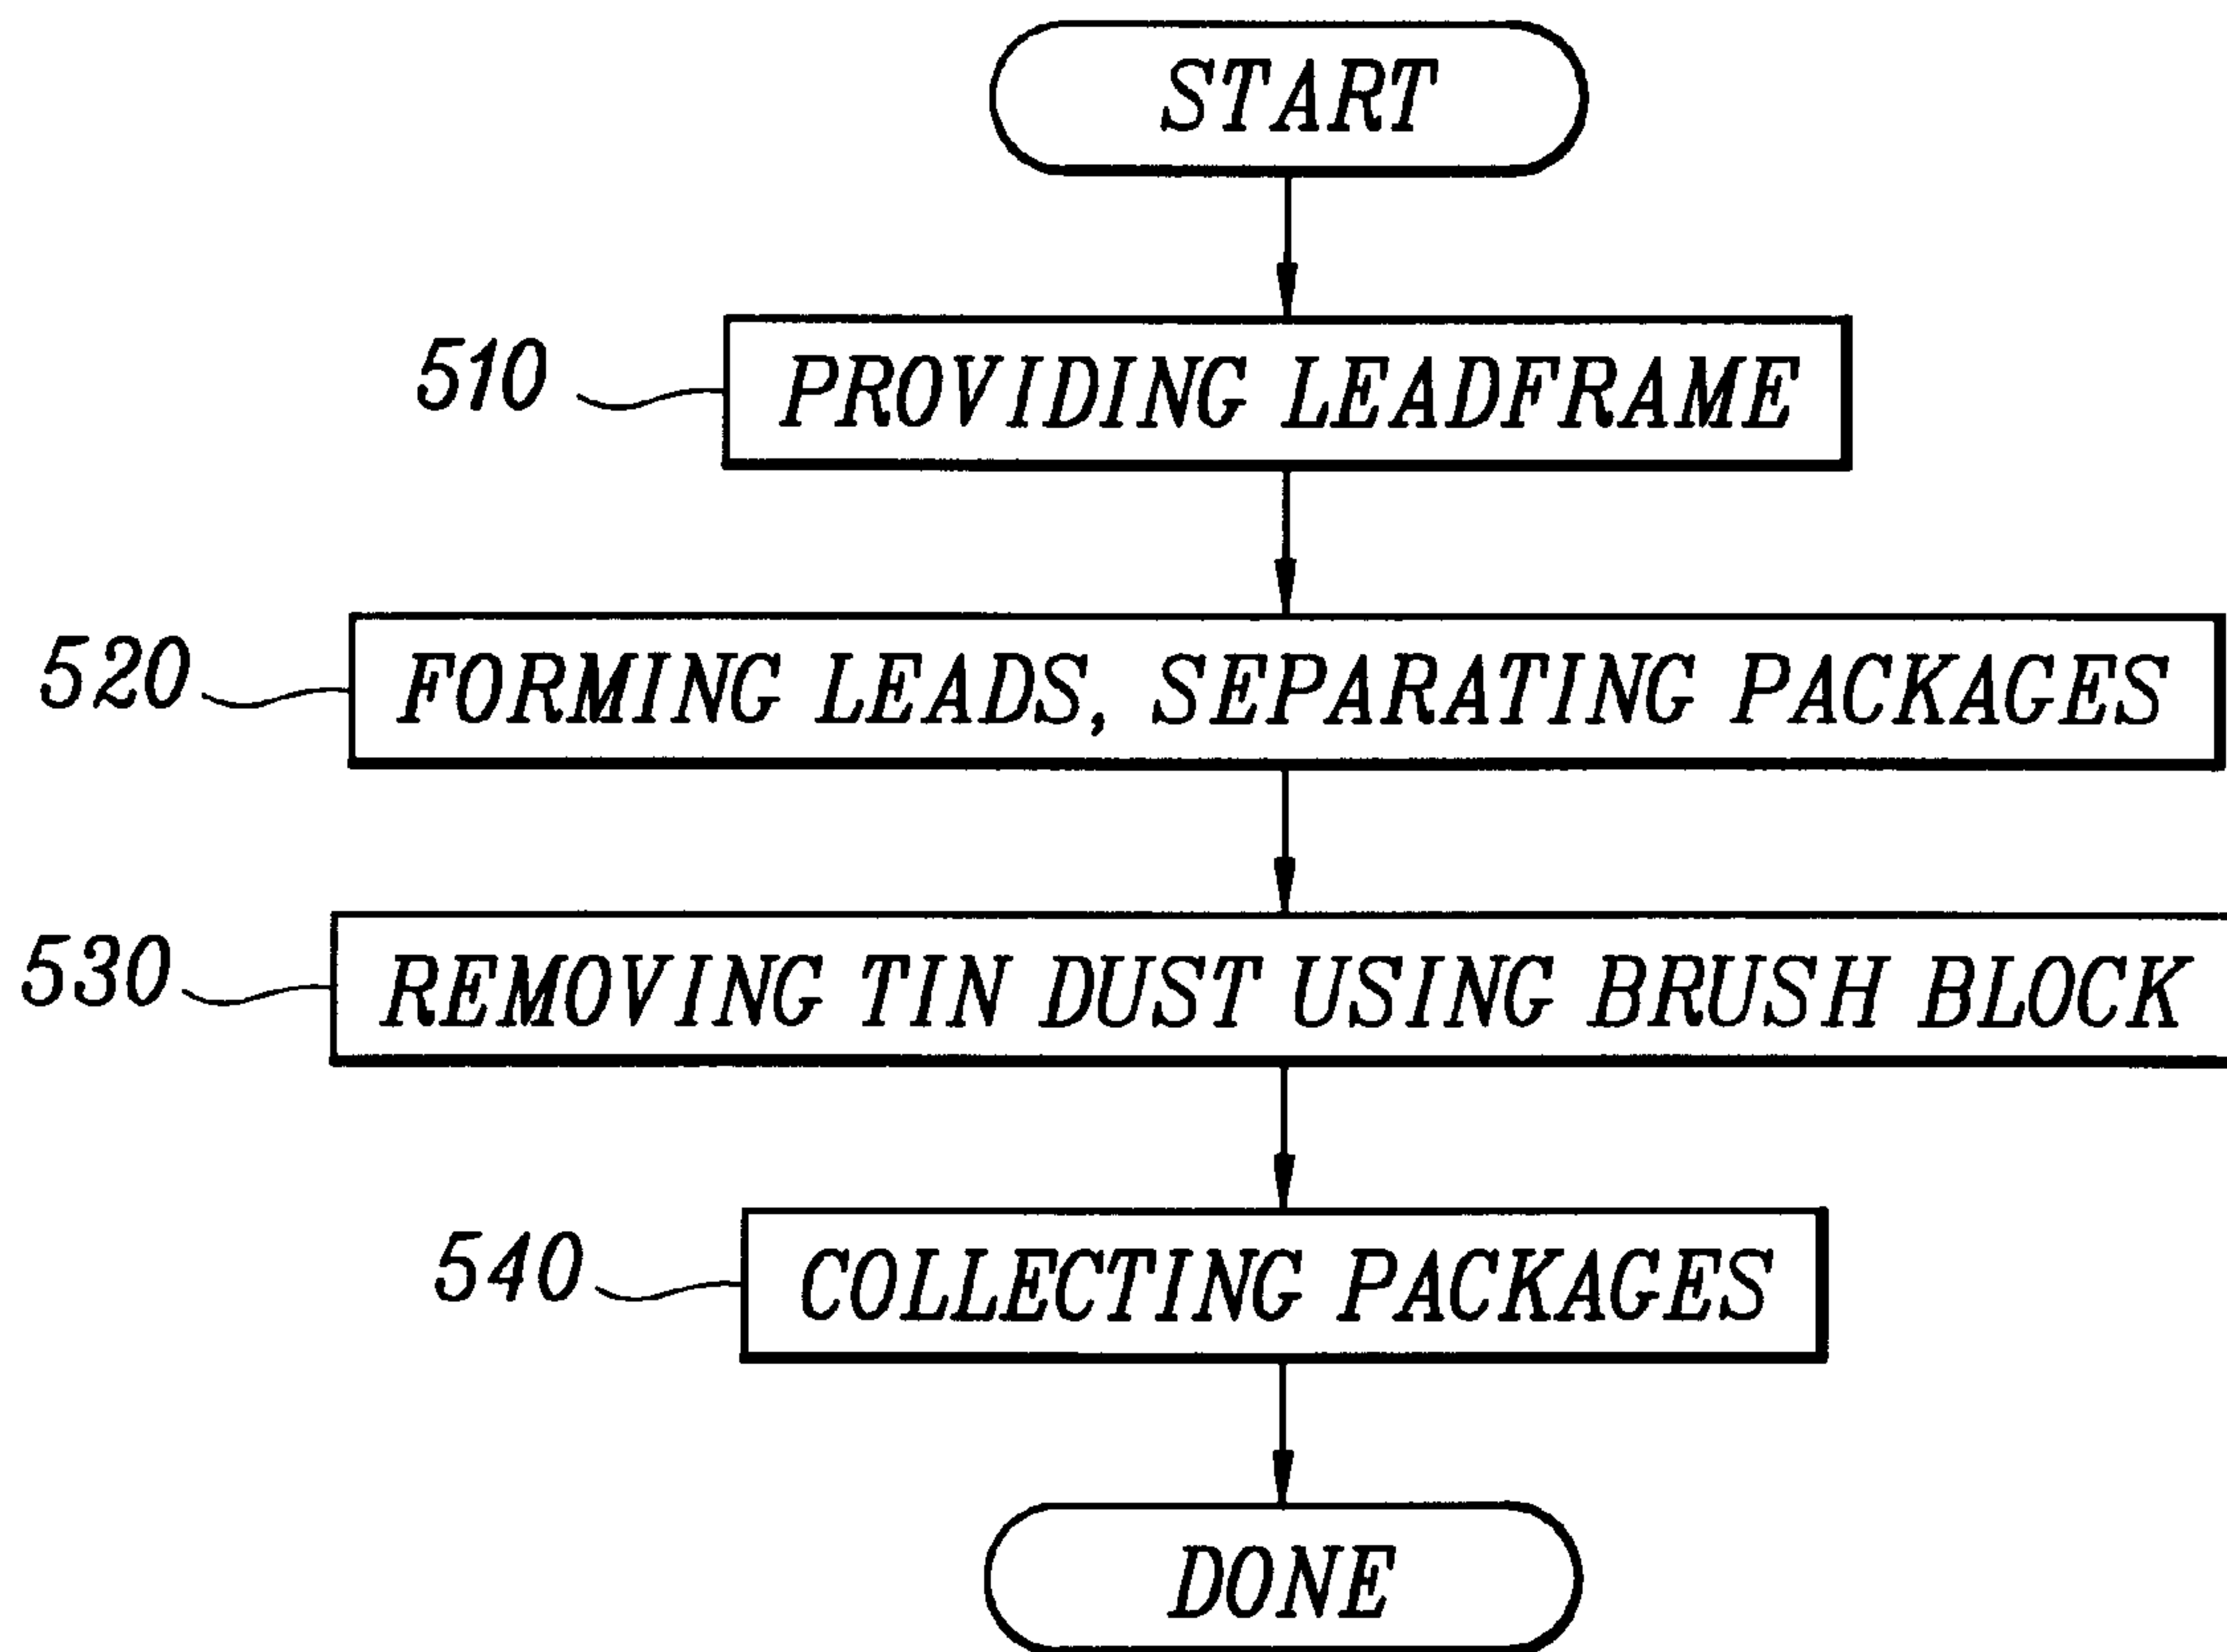 START
510 PROVIDING LEADFRAME
520 FORMING LEADS, SEPARATING PACKAGES
530 REMOVING TIN DUST USING BRUSH BLOCK
540 COLLECTING PACKAGES
DONE